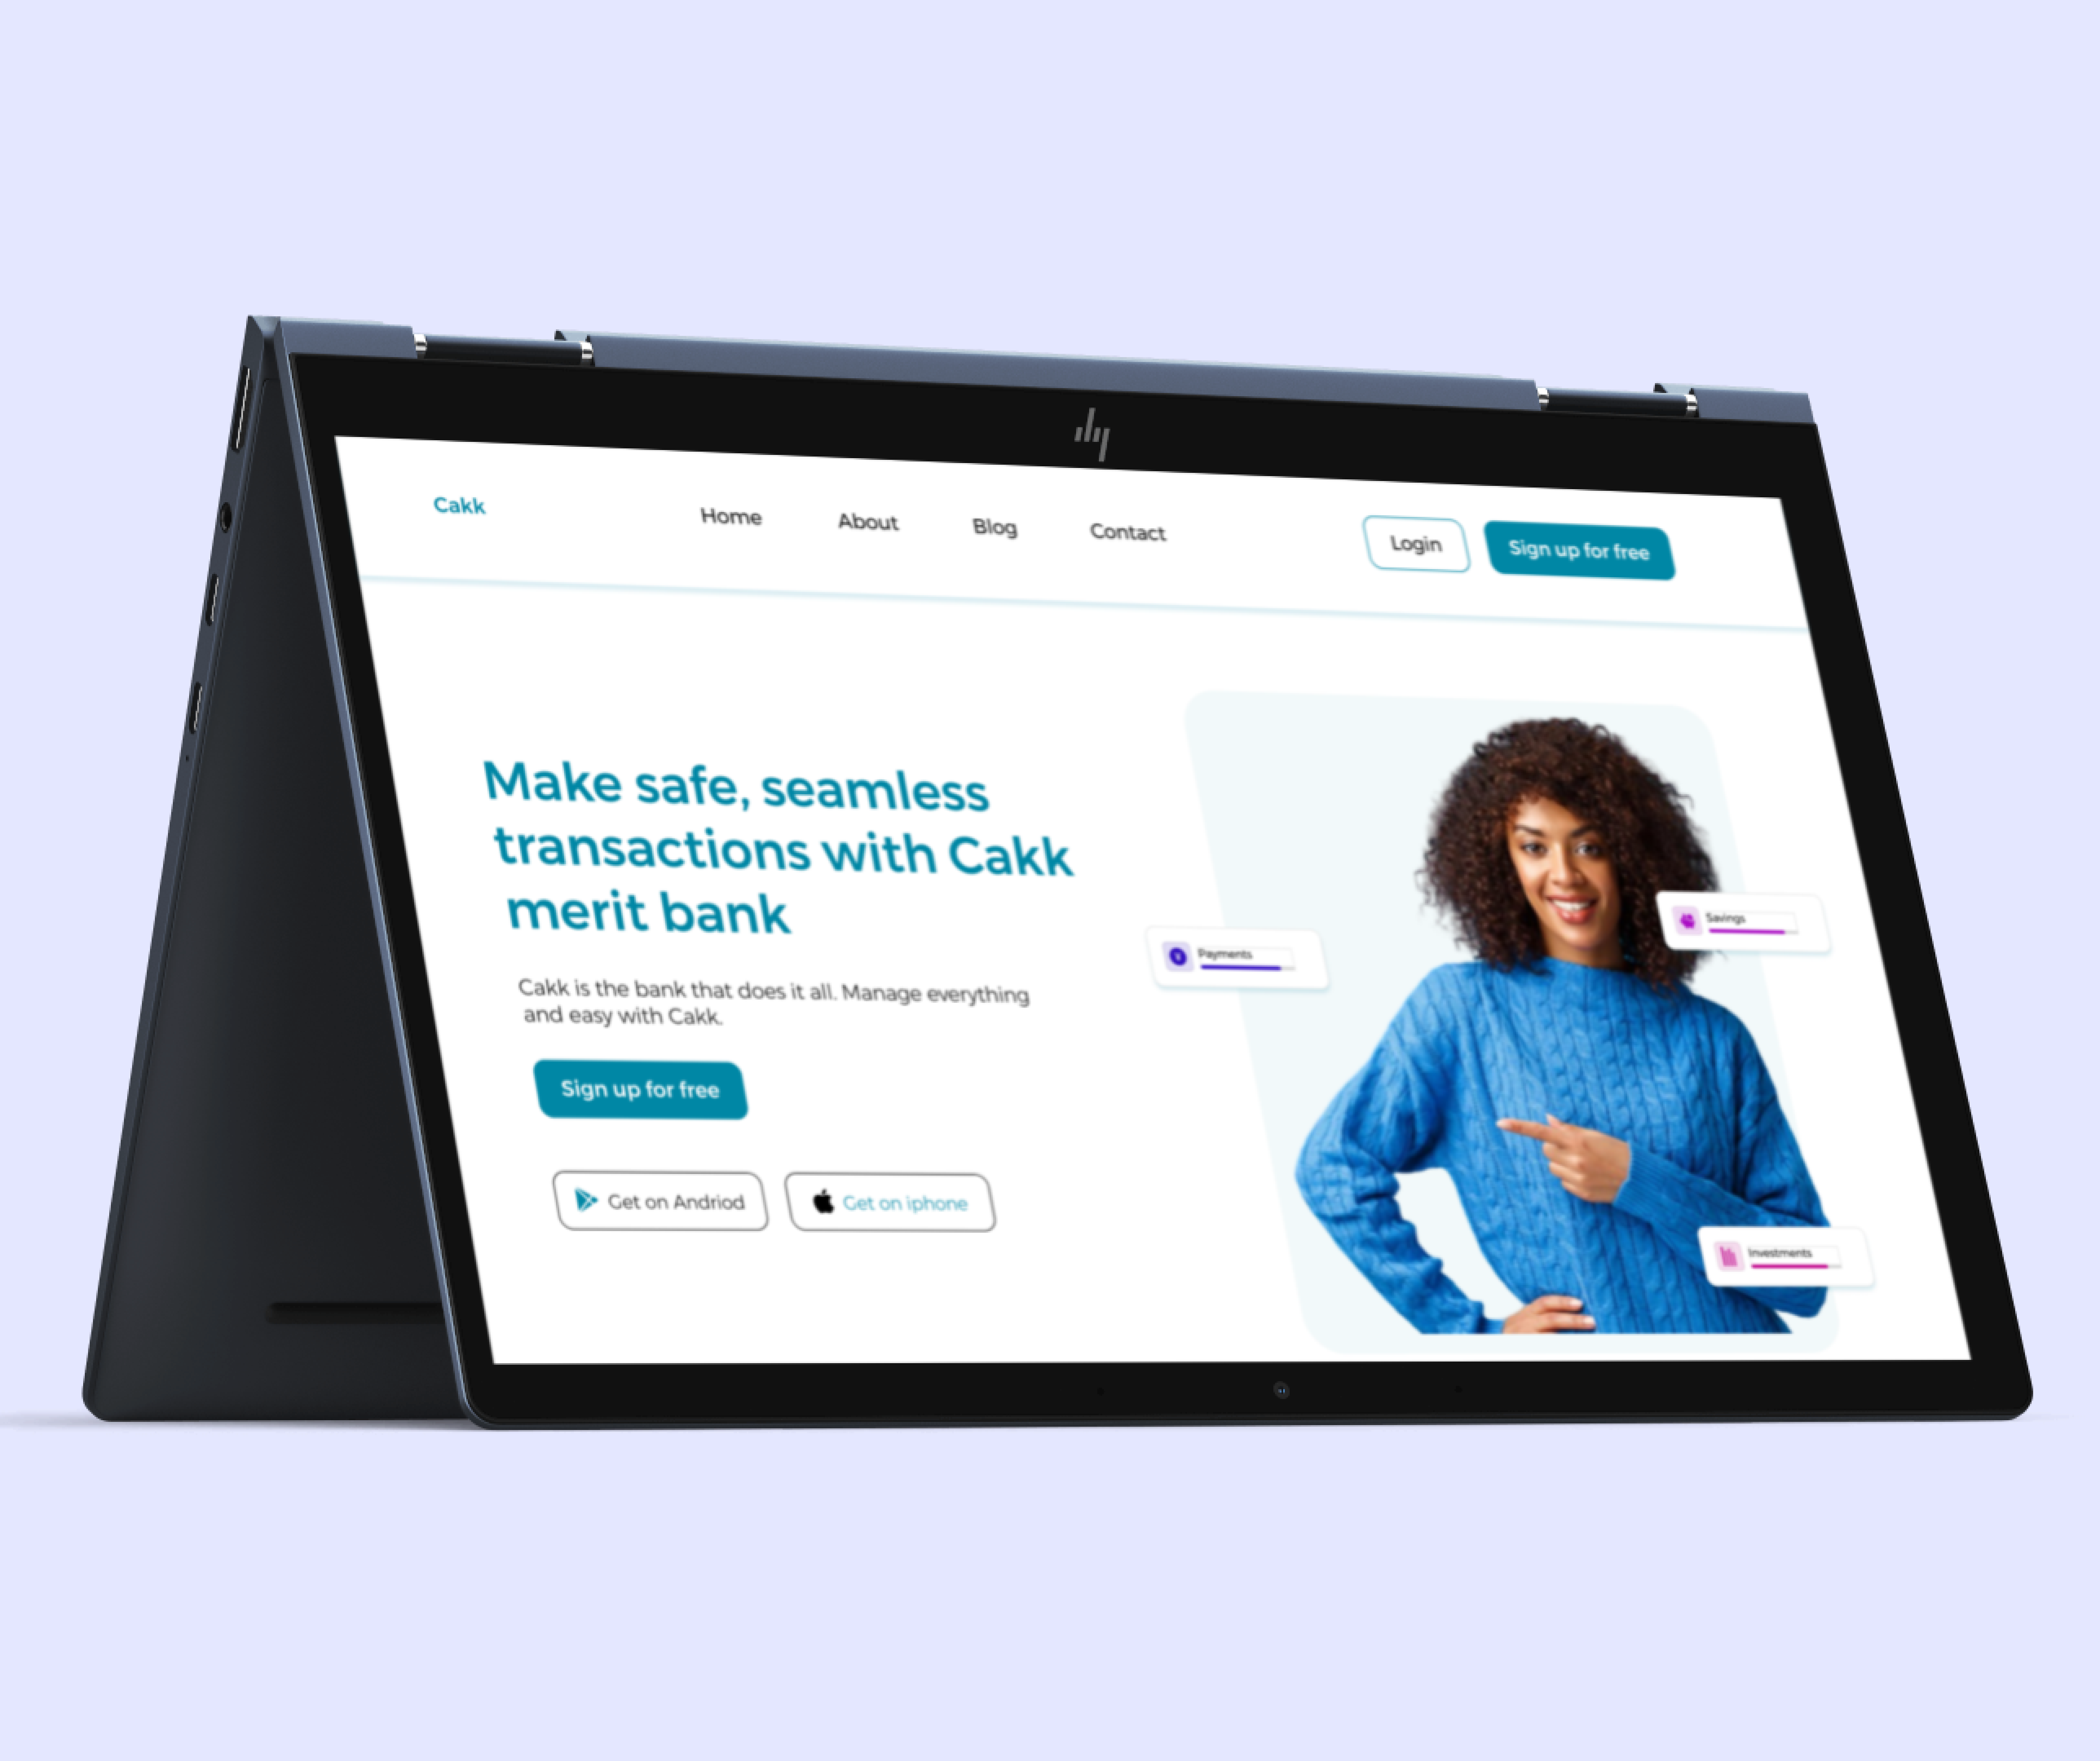 hp
Cakk
Home
About
Blog
Contact
Login
Sign up for free
Make safe, seamless
transactions with Cakk
merit bank
Cakk is the bank that does it all. Manage everything
and easy with Cakk.
Sign up for free
Get on Andriod
Get on iphone
Payments
Savings
Investments